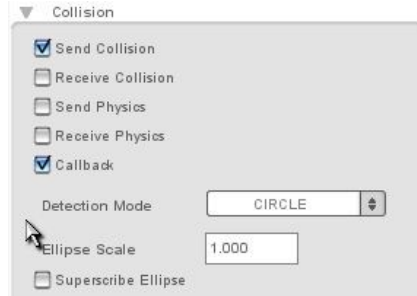 Collision
Send Collision
Receive Collision
Send Physics
Receive Physics
Callback
Detection Mode CIRCLE
Ellipse Scale 1.000
Superscribe Ellipse